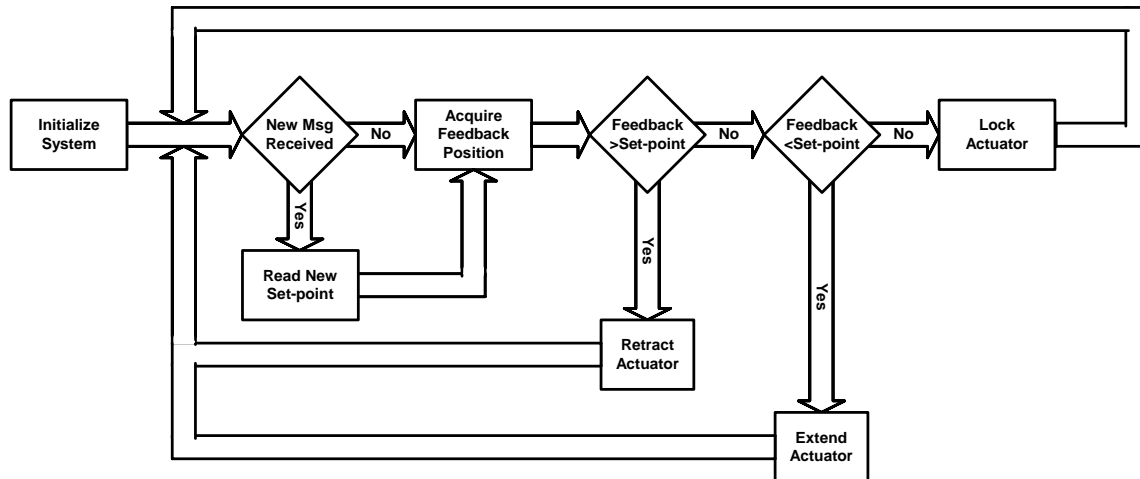 Initialize
System
New Msg
Received
No
Acquire
Feedback
Position
Feedback
>Set-point
No
Feedback
<Set-point
No
Lock
Actuator
Yes
Read New
Set-point
Yes
Retract
Actuator
Yes
Extend
Actuator